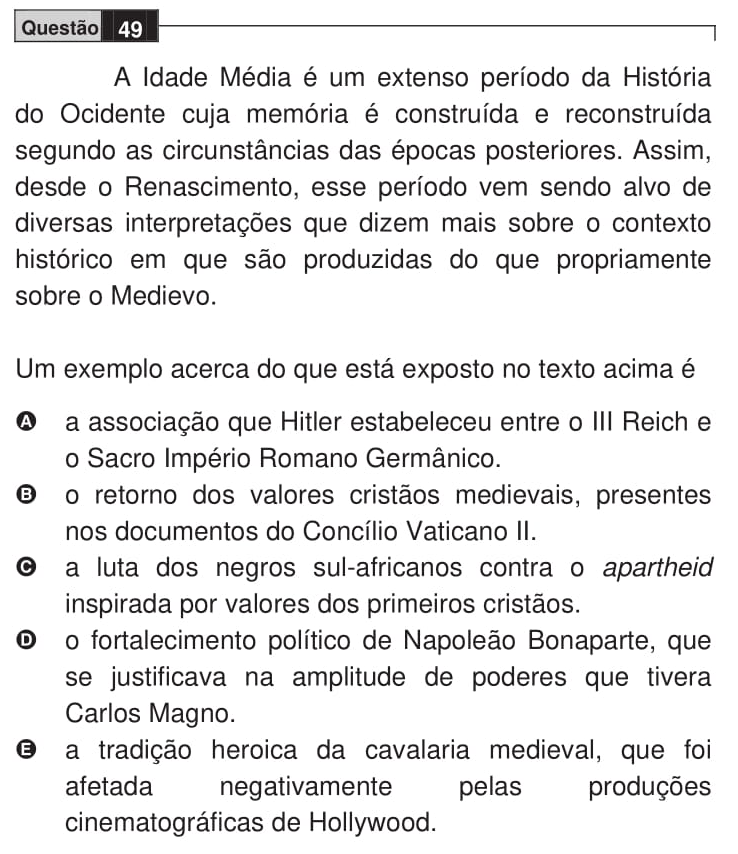 Questão 49
A Idade Média é um extenso período da História
do Ocidente cuja memória é construída e reconstruída
segundo as circunstâncias das épocas posteriores. Assim,
desde o Renascimento, esse período vem sendo alvo de
diversas interpretações que dizem mais sobre o contexto
histórico em que são produzidas do que propriamente
sobre o Medievo.
Um exemplo acerca do que está exposto no texto acima é
A a associação que Hitler estabeleceu entre o III Reich e
o Sacro Império Romano Germânico.
B o retorno dos valores cristãos medievais, presentes
nos documentos do Concílio Vaticano II.
C a luta dos negros sul-africanos contra o apartheid
inspirada por valores dos primeiros cristãos.
D o fortalecimento político de Napoleão Bonaparte, que
se justificava na amplitude de poderes que tivera
Carlos Magno.
E a tradição heroica da cavalaria medieval, que foi
afetada negativamente pelas produções
cinematográficas de Hollywood.